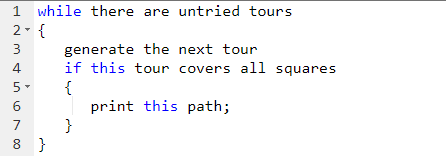 1 while there are untried tours
2 {
3 generate the next tour
4 if this tour covers all squares
5 {
6 print this path;
7 }
8 }